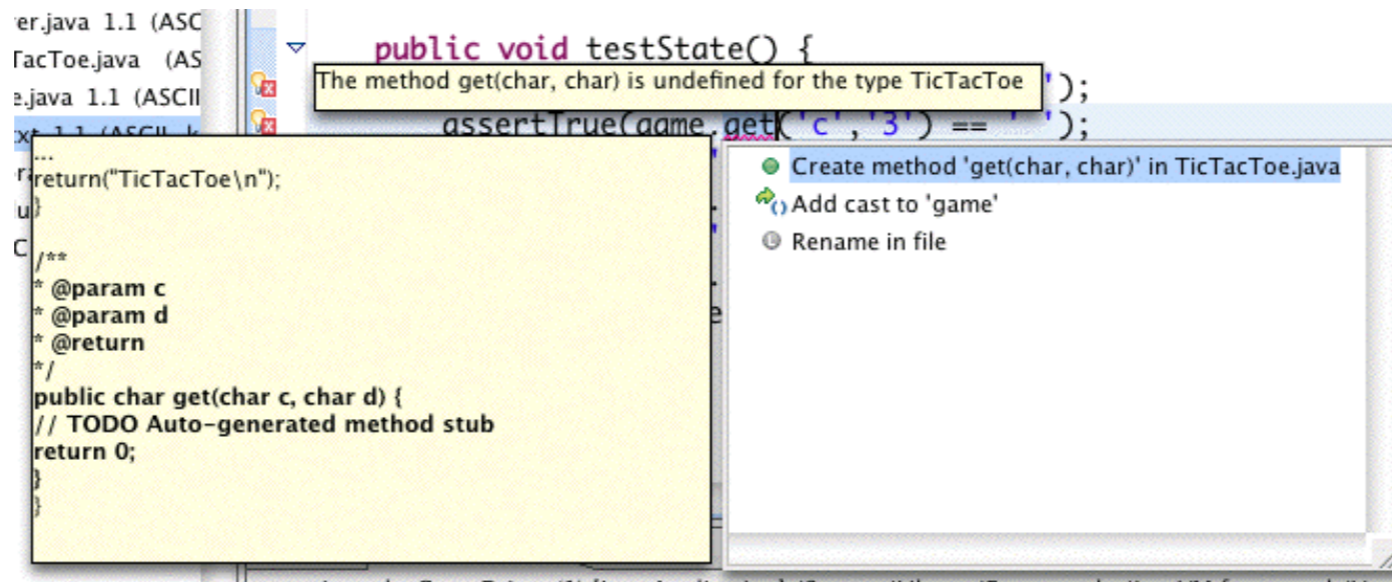 er.java 1.1 (ASC
TacToe.java (AS
e.java 1.1 (ASCII
public void testState() {
The method get(char, char) is undefined for the type TicTacToe
');
assertTrue(game.get('c','3') == ' ');
...
return("TicTacToe\n");
}
/**
* @param c
* @param d
* @return
*/
public char get(char c, char d) {
// TODO Auto-generated method stub
return 0;
}
}
Create method 'get(char, char)' in TicTacToe.java
Add cast to 'game'
Rename in file